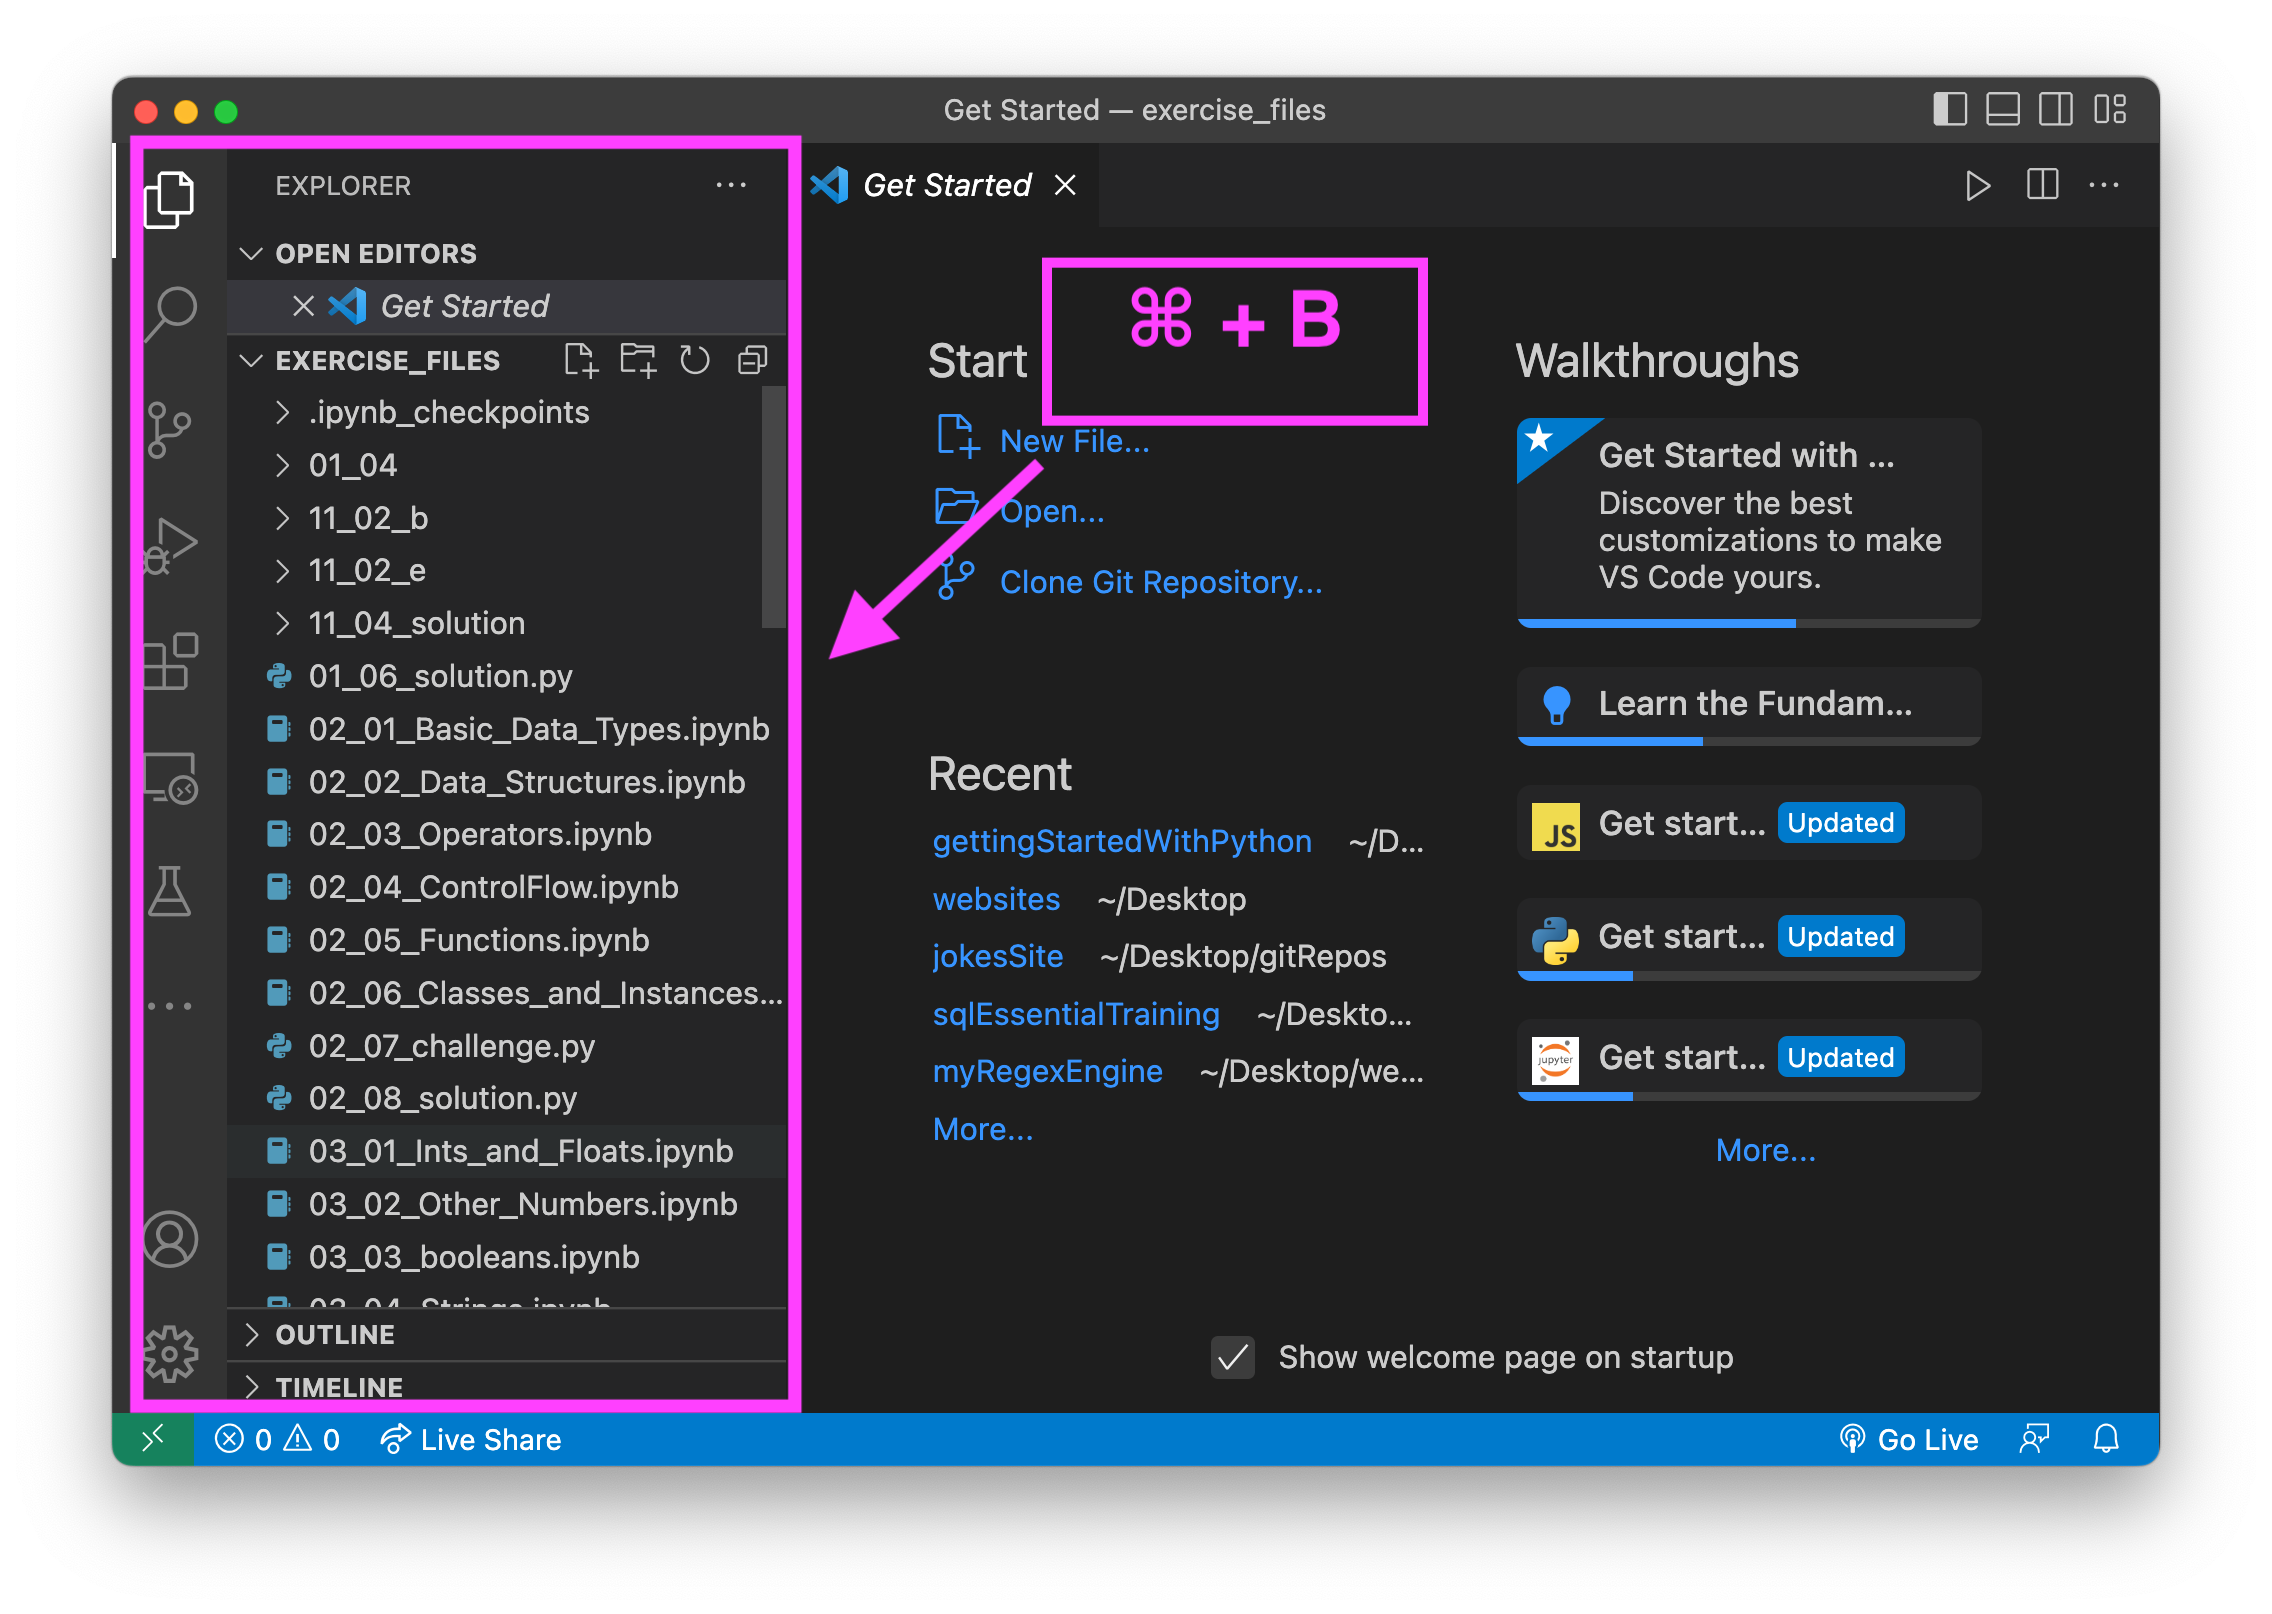 Get Started — exercise_files
EXPLORER
OPEN EDITORS
Get Started
EXERCISE_FILES
.ipynb_checkpoints
01_04
11_02_b
11_02_e
11_04_solution
01_06_solution.py
02_01_Basic_Data_Types.ipynb
02_02_Data_Structures.ipynb
02_03_Operators.ipynb
02_04_ControlFlow.ipynb
02_05_Functions.ipynb
02_06_Classes_and_Instances...
02_07_challenge.py
02_08_solution.py
03_01_Ints_and_Floats.ipynb
03_02_Other_Numbers.ipynb
03_03_booleans.ipynb
03_04_Strings.ipynb
OUTLINE
TIMELINE
Get Started
⌘ + B
Start
New File...
Open...
Clone Git Repository...
Recent
gettingStartedWithPython ~/D...
websites ~/Desktop
jokesSite ~/Desktop/gitRepos
sqlEssentialTraining ~/Deskto...
myRegexEngine ~/Desktop/we...
More...
Walkthroughs
Get Started with ...
Discover the best
customizations to make
VS Code yours.
Learn the Fundam...
JS Get start... Updated
Get start... Updated
jupyter Get start... Updated
More...
Show welcome page on startup
0 0 Live Share
Go Live